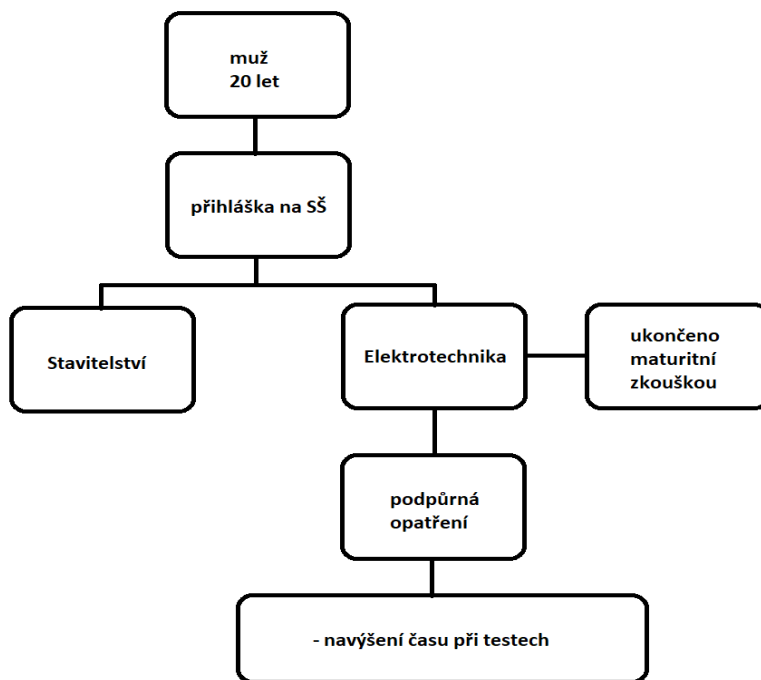 muž
20 let
přihláška na SŠ
Stavitelství
Elektrotechnika
ukončeno
maturitní
zkouškou
podpůrná
opatření
- navýšení času při testech